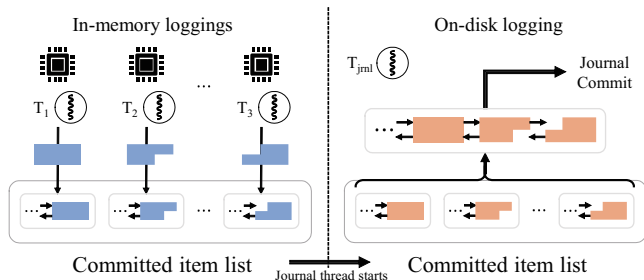 In-memory loggings
On-disk logging
T1
T2
...
T3
Tjrnl
Journal
Commit
...
...
...
...
...
...
...
...
...
Committed item list
Journal thread starts
Committed item list